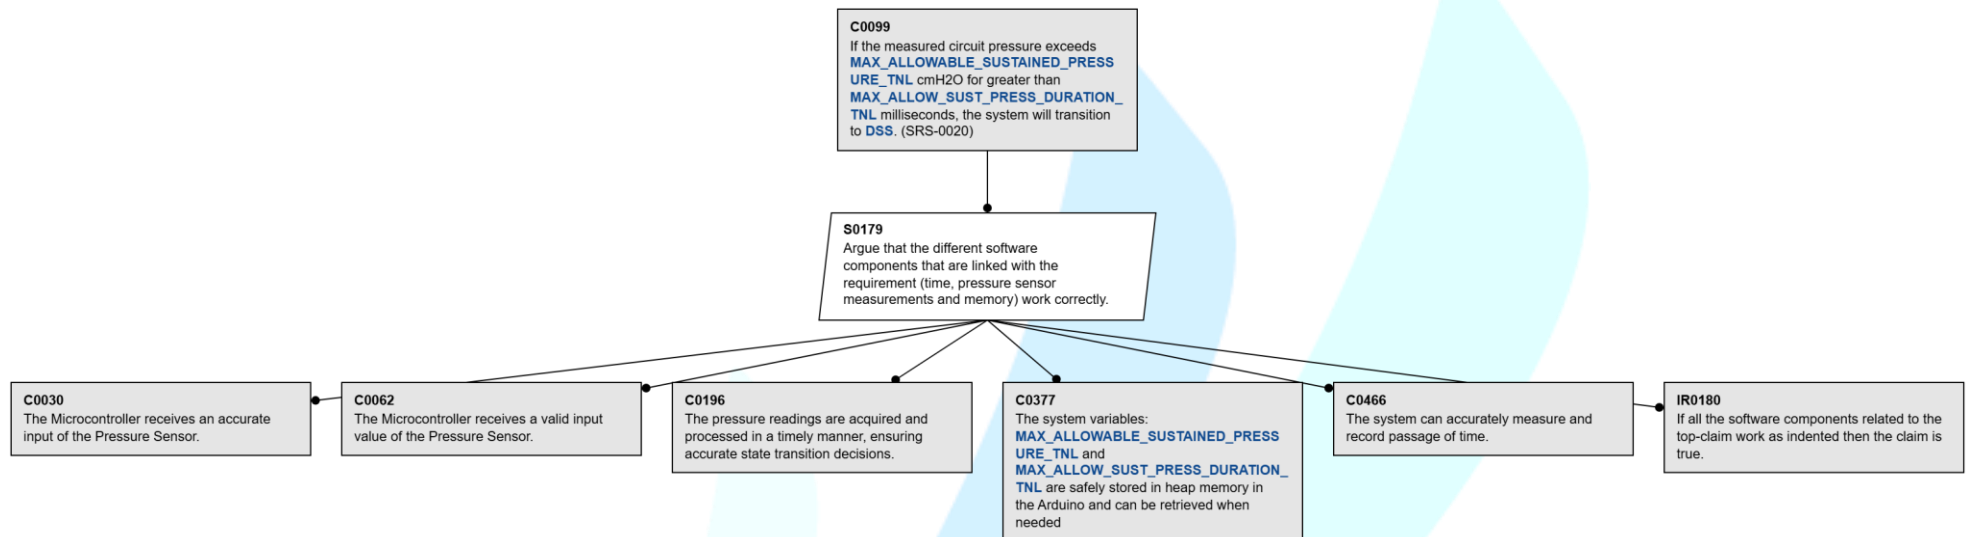 C0099
If the measured circuit pressure exceeds
MAX_ALLOWABLE_SUSTAINED_PRESS
URE_TNL cmH2O for greater than
MAX_ALLOW_SUST_PRESS_DURATION_
TNL milliseconds, the system will transition
to DSS. (SRS-0020)
S0179
Argue that the different software
components that are linked with the
requirement (time, pressure sensor
measurements and memory) work correctly.
C0030
The Microcontroller receives an accurate
input of the Pressure Sensor.
C0062
The Microcontroller receives a valid input
value of the Pressure Sensor.
C0196
The pressure readings are acquired and
processed in a timely manner, ensuring
accurate state transition decisions.
C0377
The system variables:
MAX_ALLOWABLE_SUSTAINED_PRESS
URE_TNL and
MAX_ALLOW_SUST_PRESS_DURATION_
TNL are safely stored in heap memory in
the Arduino and can be retrieved when
needed
C0466
The system can accurately measure and
record passage of time.
IR0180
If all the software components related to the
top-claim work as indented then the claim is
true.